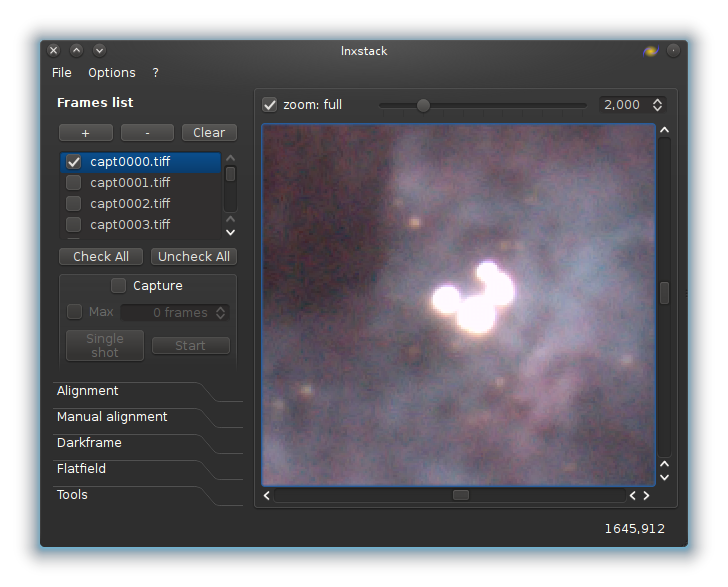 lnxstack
File Options ?
Frames list
+ - Clear
capt0000.tiff
capt0001.tiff
capt0002.tiff
capt0003.tiff
Check All Uncheck All
Capture
Max 0 frames
Single
shot
Start
Alignment
Manual alignment
Darkframe
Flatfield
Tools
zoom: full 2,000
1645,912